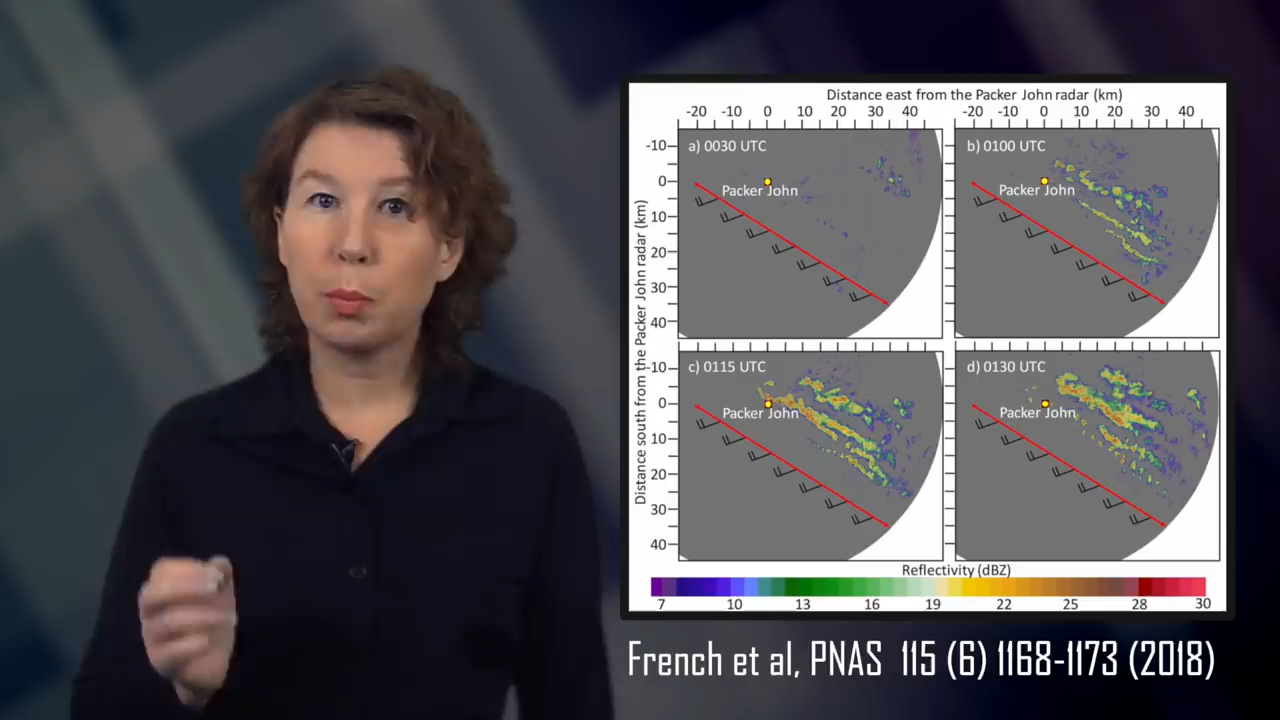 Distance east from the Packer John radar (km)
-20 -10 0 10 20 30 40 -20 -10 0 10 20 30 40
Distance south from the Packer John radar (km)
-10
0
10
20
30
40
a) 0030 UTC
Packer John
b) 0100 UTC
Packer John
-10
0
10
20
30
40
c) 0115 UTC
Packer John
d) 0130 UTC
Packer John
Reflectivity (dBZ)
7 10 13 16 19 22 25 28 30
French et al, PNAS 115 (6) 1168-1173 (2018)